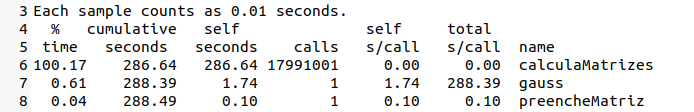 3 Each sample counts as 0.01 seconds.
4   %   cumulative   self              self     total
5  time   seconds   seconds    calls   s/call   s/call  name
6 100.17    286.64   286.64 17991001     0.00     0.00  calculaMatrizes
7   0.61    288.39     1.74        1     1.74   288.39  gauss
8   0.04    288.49     0.10        1     0.10     0.10  preencheMatriz